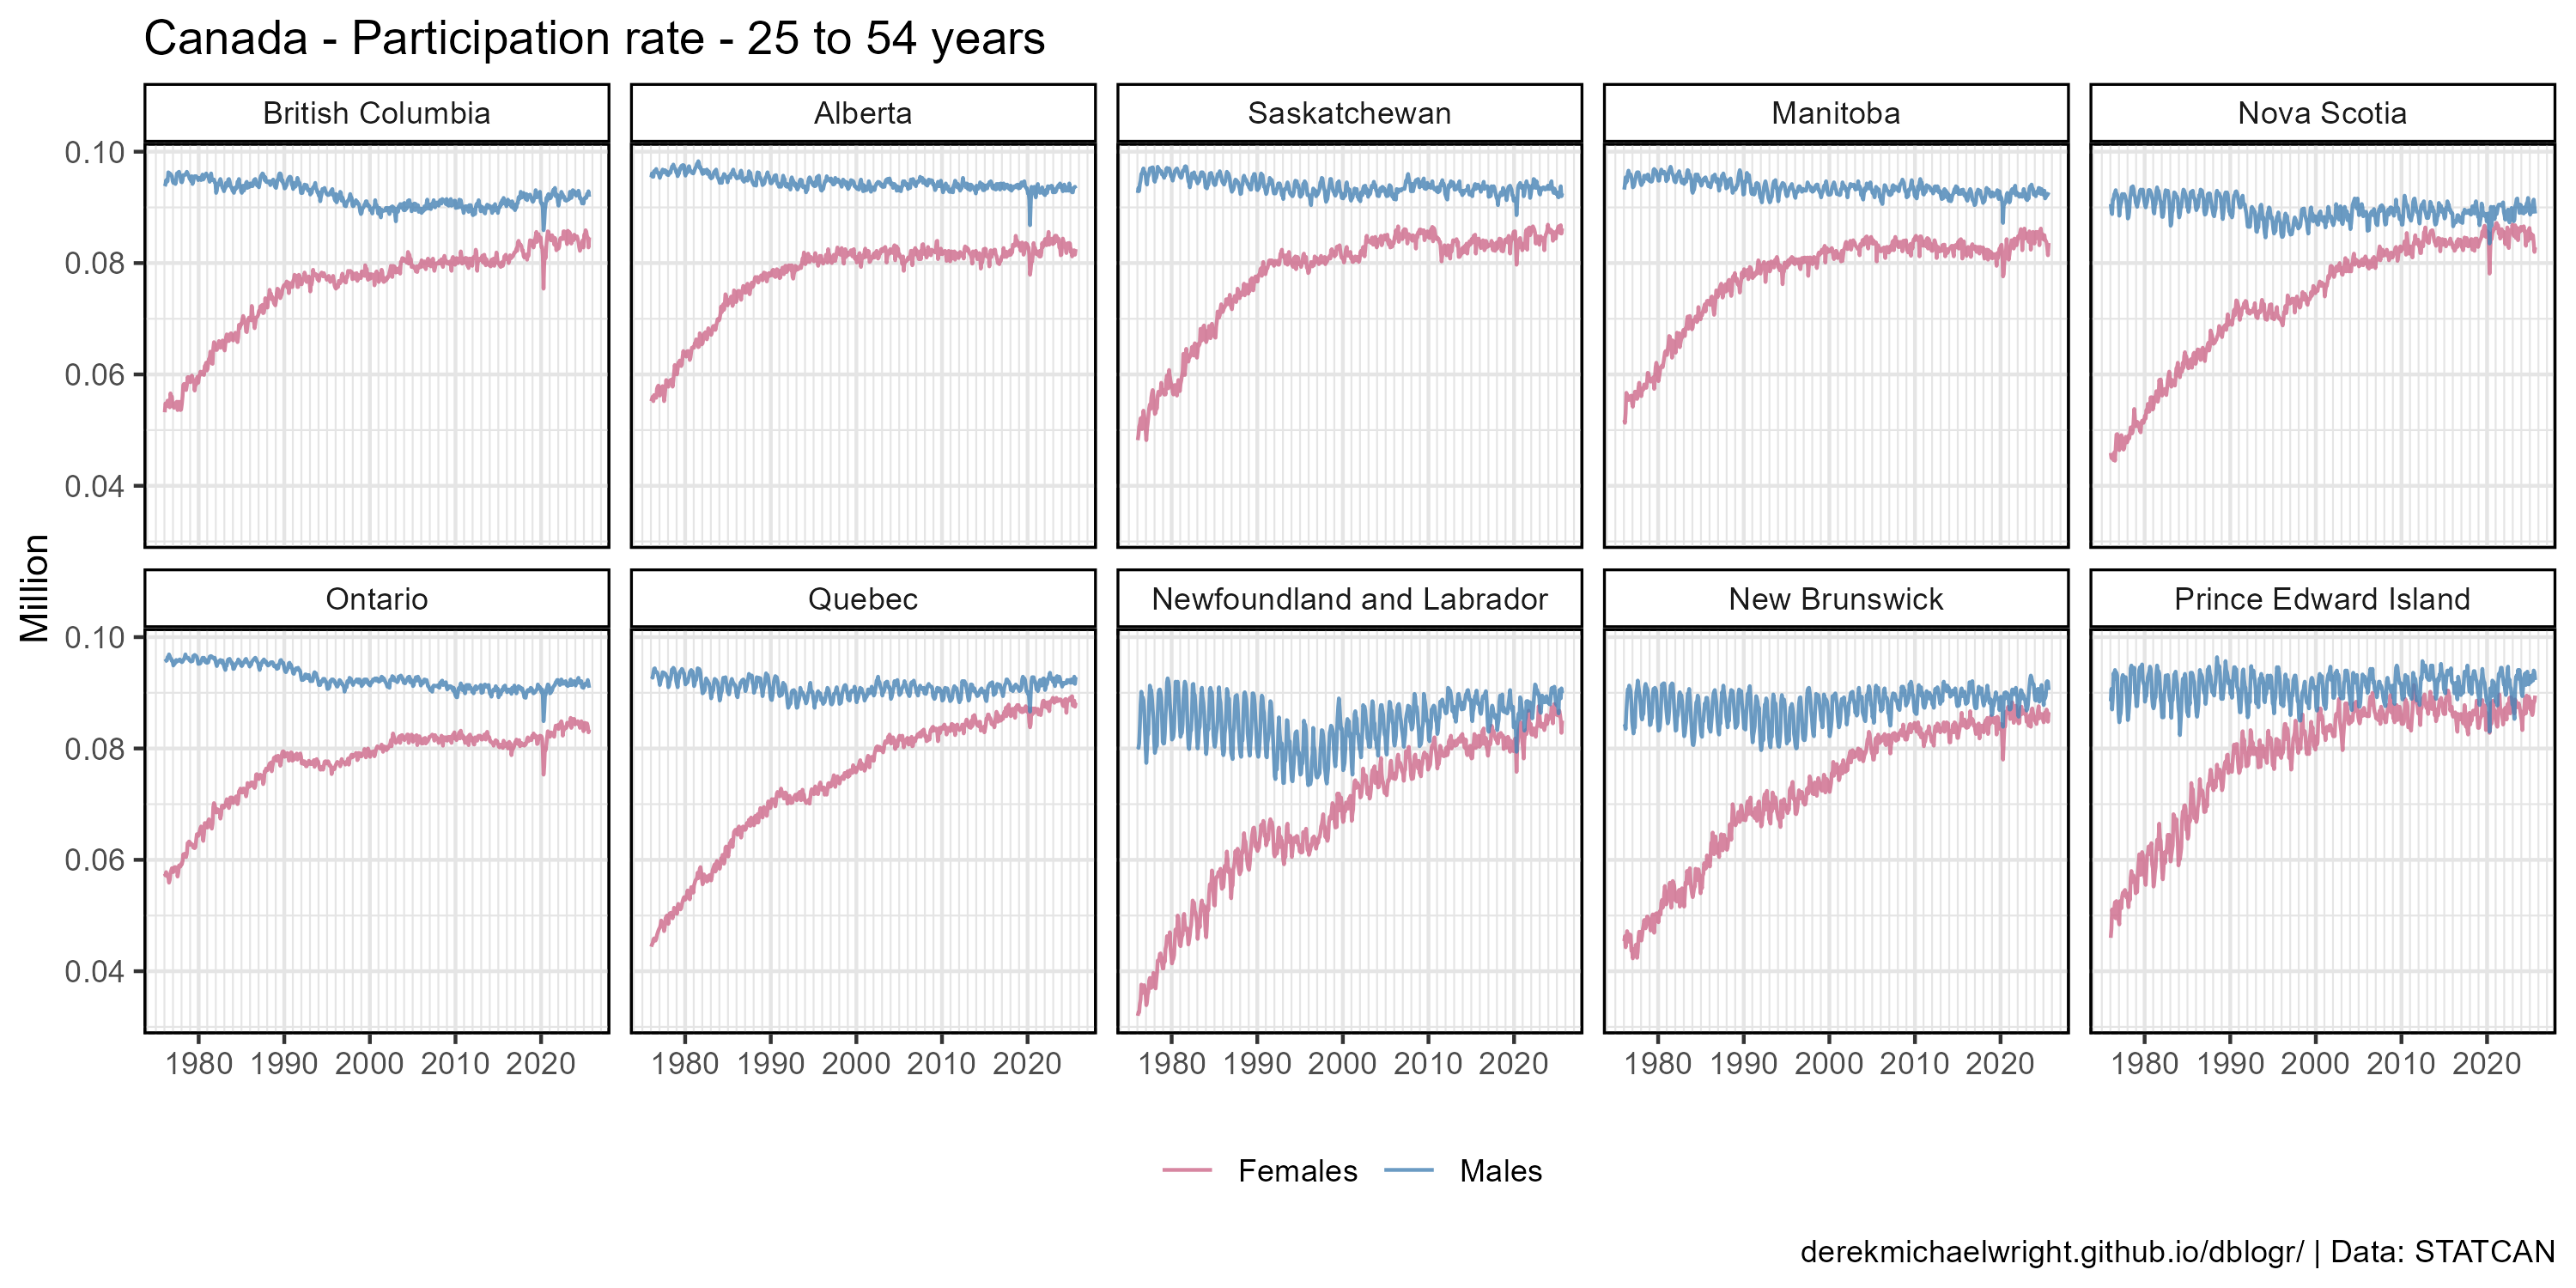 Canada - Participation rate - 25 to 54 years
British Columbia
Alberta
Saskatchewan
Manitoba
Nova Scotia
0.10
0.08
0.06
0.04
Million
Ontario
Quebec
Newfoundland and Labrador
New Brunswick
Prince Edward Island
0.10
0.08
0.06
0.04
1980 1990 2000 2010 2020
1980 1990 2000 2010 2020
1980 1990 2000 2010 2020
1980 1990 2000 2010 2020
1980 1990 2000 2010 2020
Females Males
derekmichaelwright.github.io/dblogr/ | Data: STATCAN